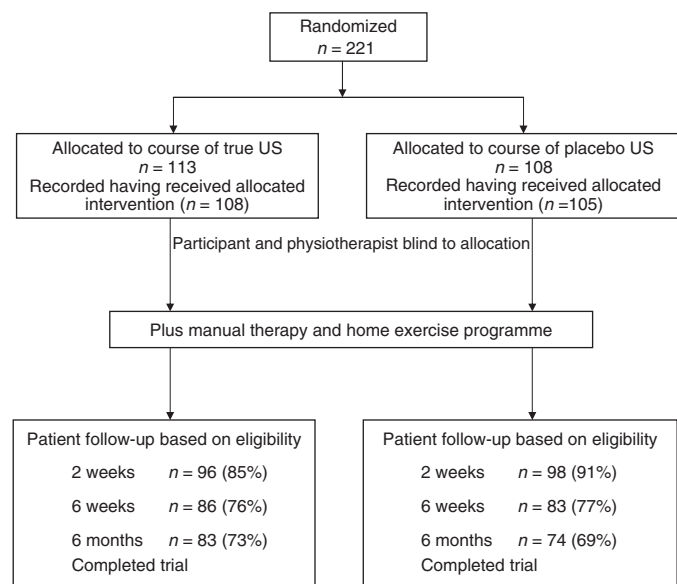 Randomized
n = 221
Allocated to course of true US
n = 113
Recorded having received allocated
intervention (n = 108)
Allocated to course of placebo US
n = 108
Recorded having received allocated
intervention (n =105)
Participant and physiotherapist blind to allocation
Plus manual therapy and home exercise programme
Patient follow-up based on eligibility
2 weeks n = 96 (85%)
6 weeks n = 86 (76%)
6 months n = 83 (73%)
Completed trial
Patient follow-up based on eligibility
2 weeks n = 98 (91%)
6 weeks n = 83 (77%)
6 months n = 74 (69%)
Completed trial